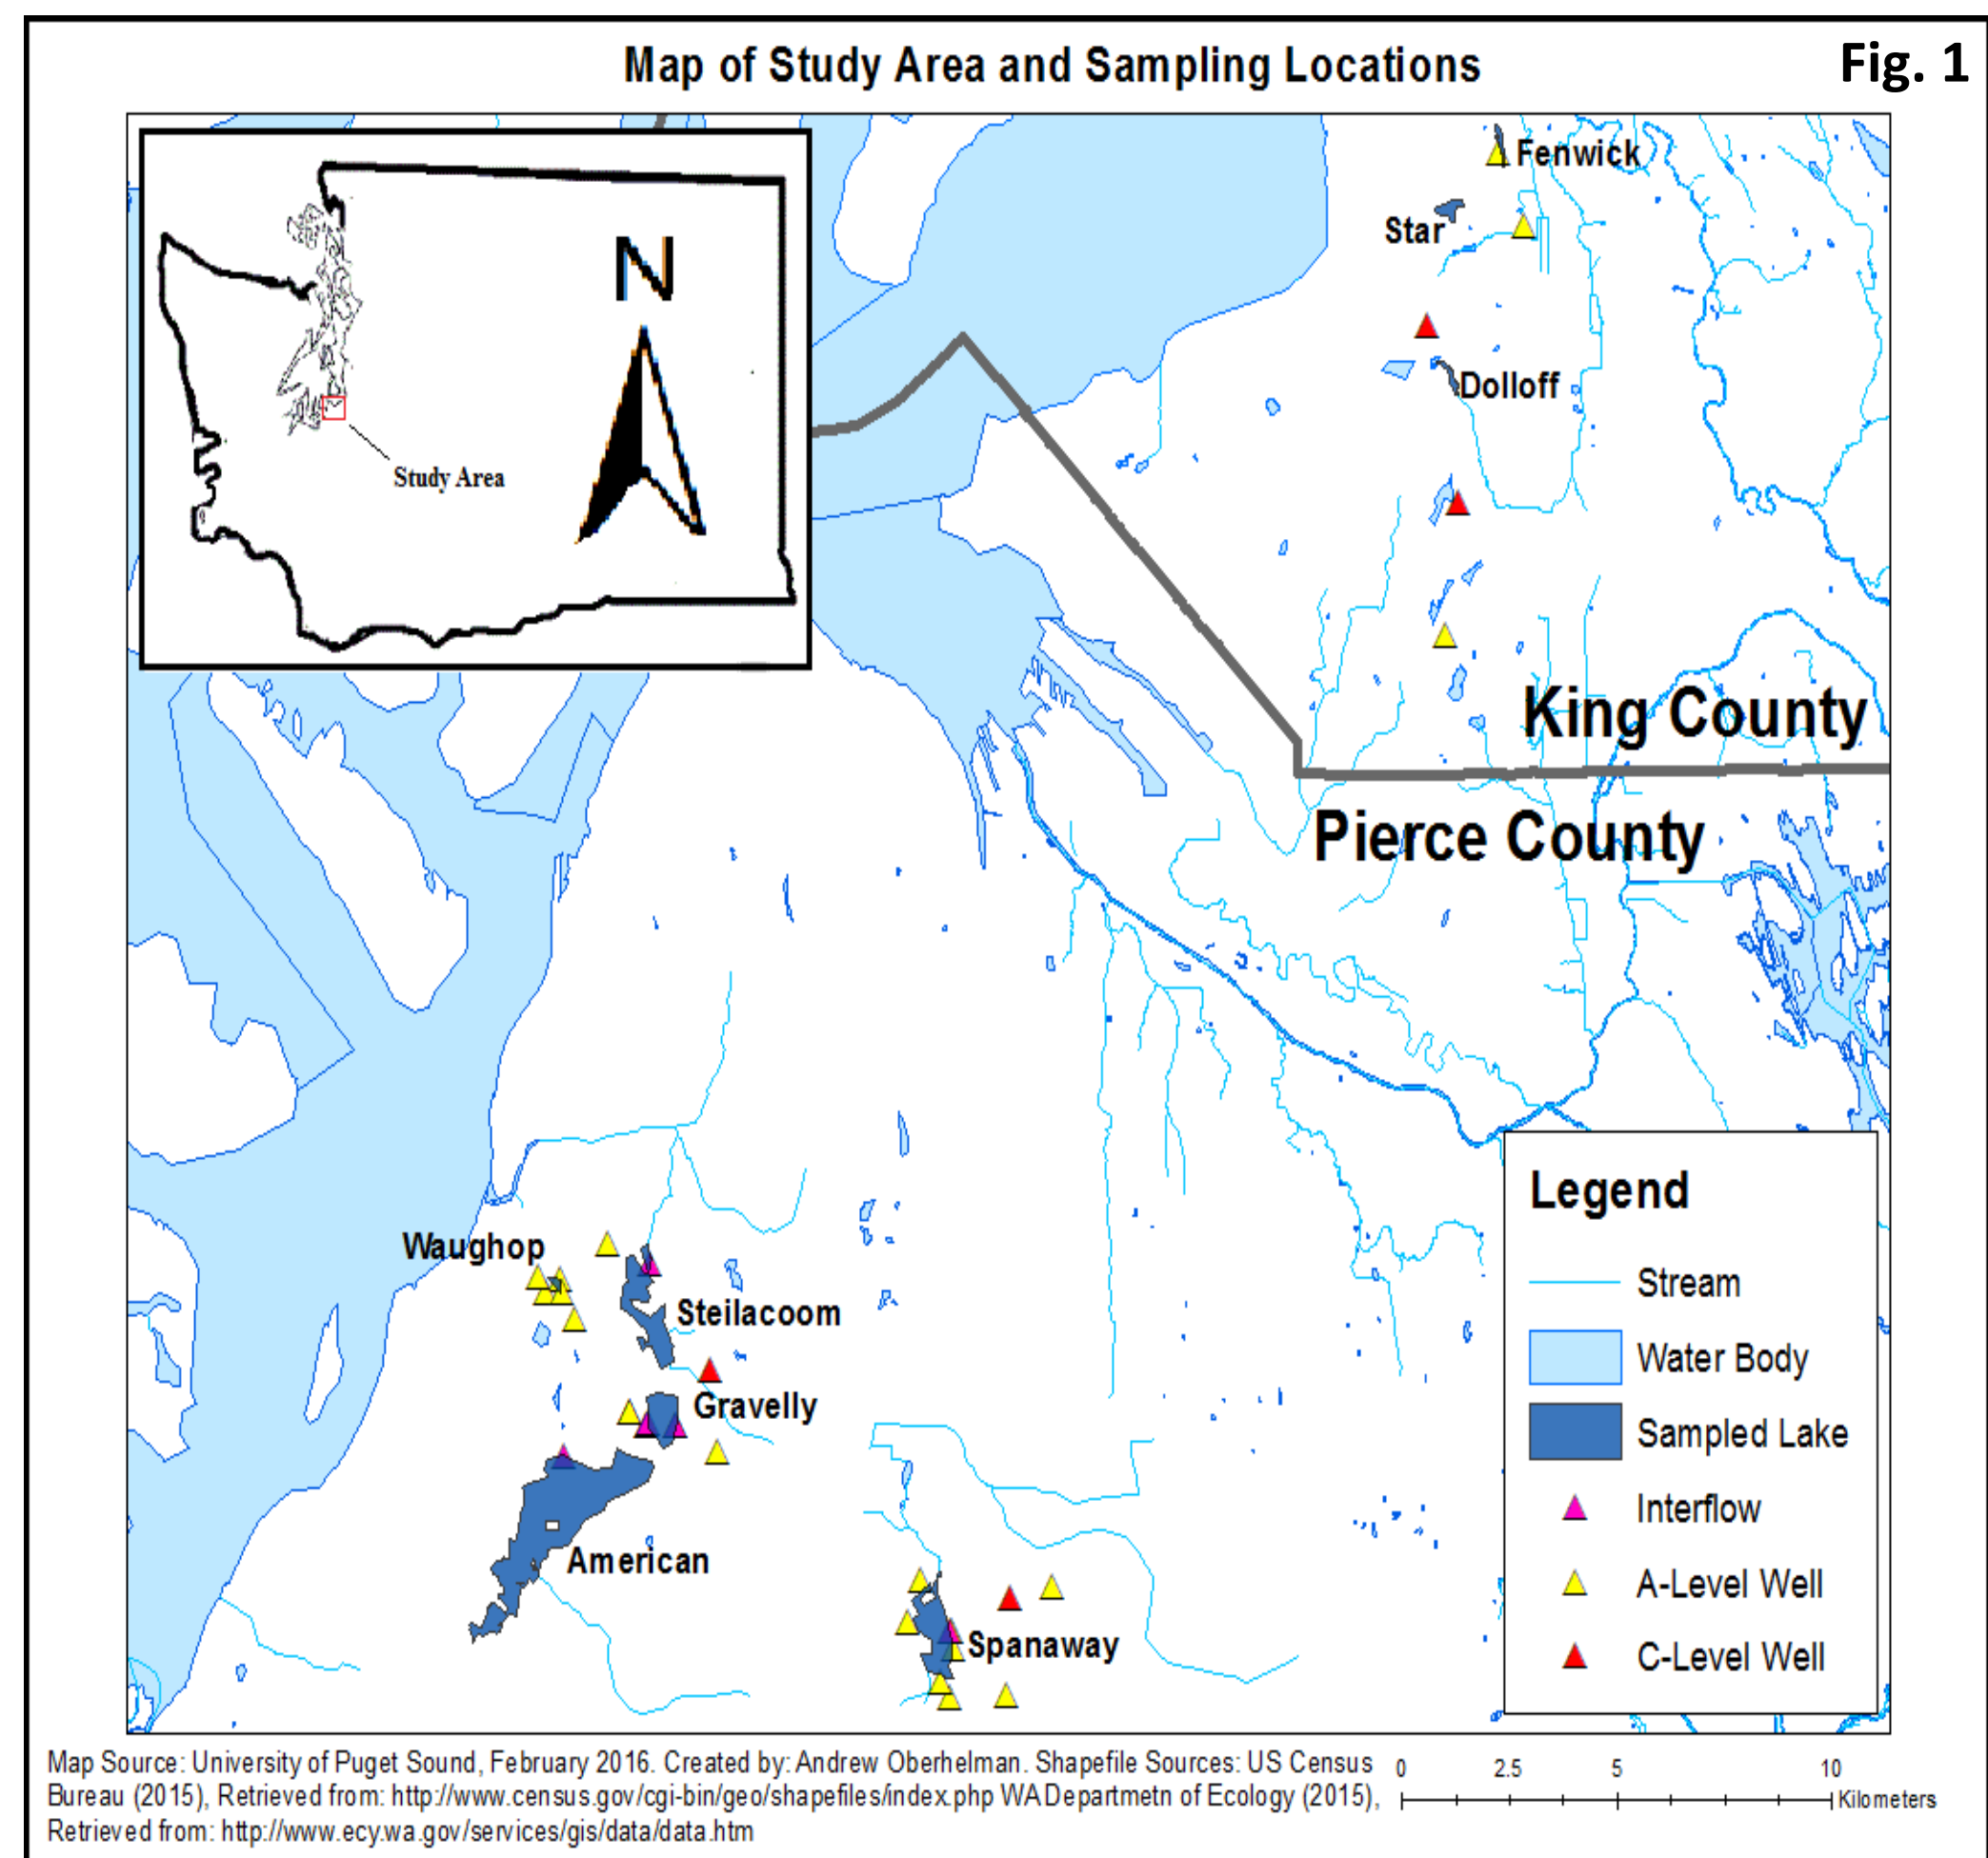 Map of Study Area and Sampling Locations
Fig. 1
N
Study Area
Fenwick
Star
Dolloff
King County
Pierce County
Waughop
Steilacoom
Gravelly
American
Spanaway
Legend
Stream
Water Body
Sampled Lake
Interflow
A-Level Well
C-Level Well
Map Source: University of Puget Sound, February 2016. Created by: Andrew Oberhelman. Shapefile Sources: US Census
Bureau (2015), Retrieved from: http://www.census.gov/cgi-bin/geo/shapefiles/index.php WA Departmetn of Ecology (2015),
Retrieved from: http://www.ecy.wa.gov/services/gis/data/data.htm
0 2.5 5 10
Kilometers